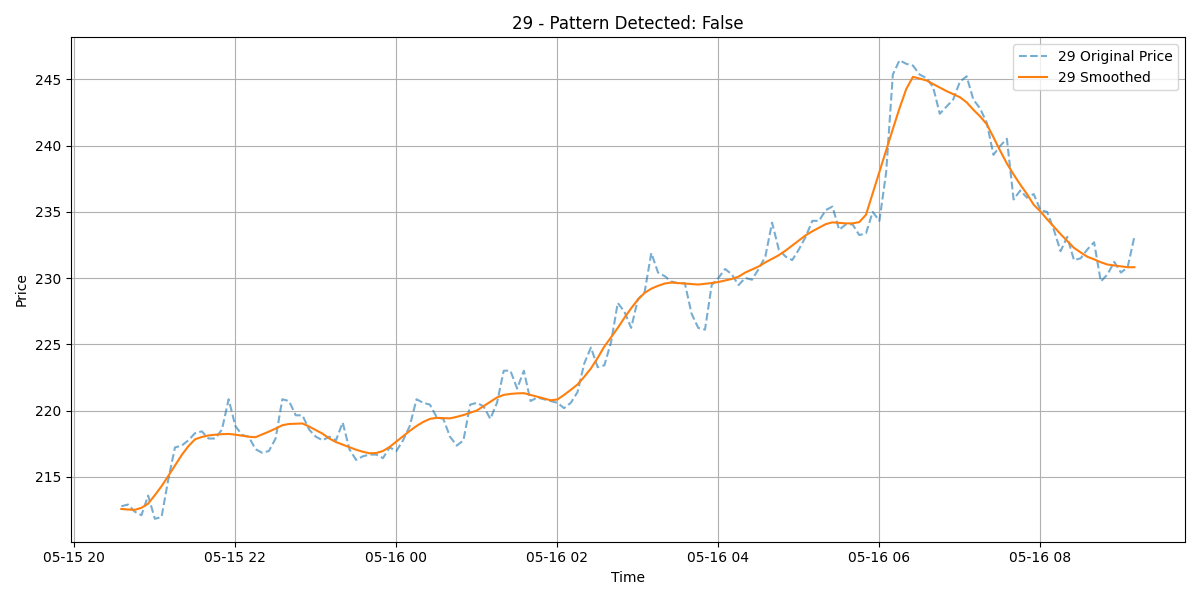 29 - Pattern Detected: False
29 Original Price
29 Smoothed
Price
245
240
235
230
225
220
215
05-15 20
05-15 22
05-16 00
05-16 02
05-16 04
05-16 06
05-16 08
Time